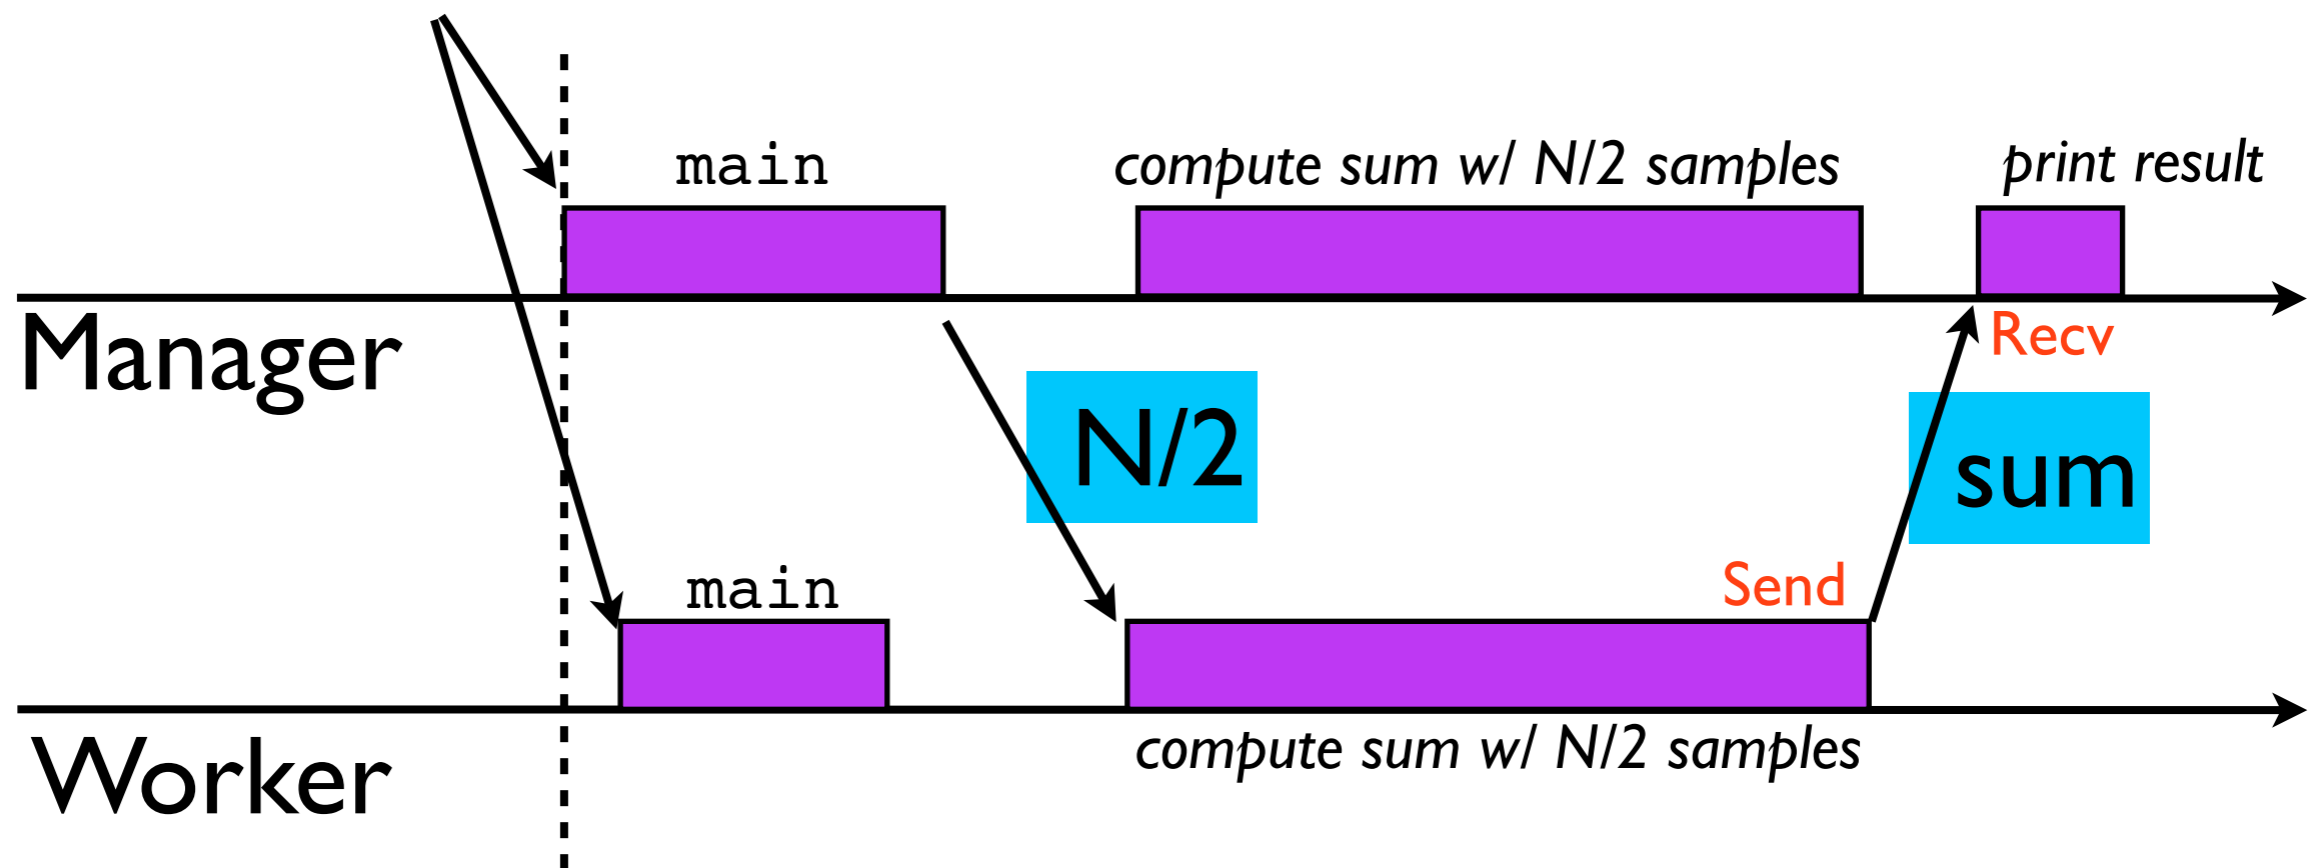 main
compute sum w/ N/2 samples
print result
Manager
Recv
N/2
sum
Send
main
Worker
compute sum w/ N/2 samples